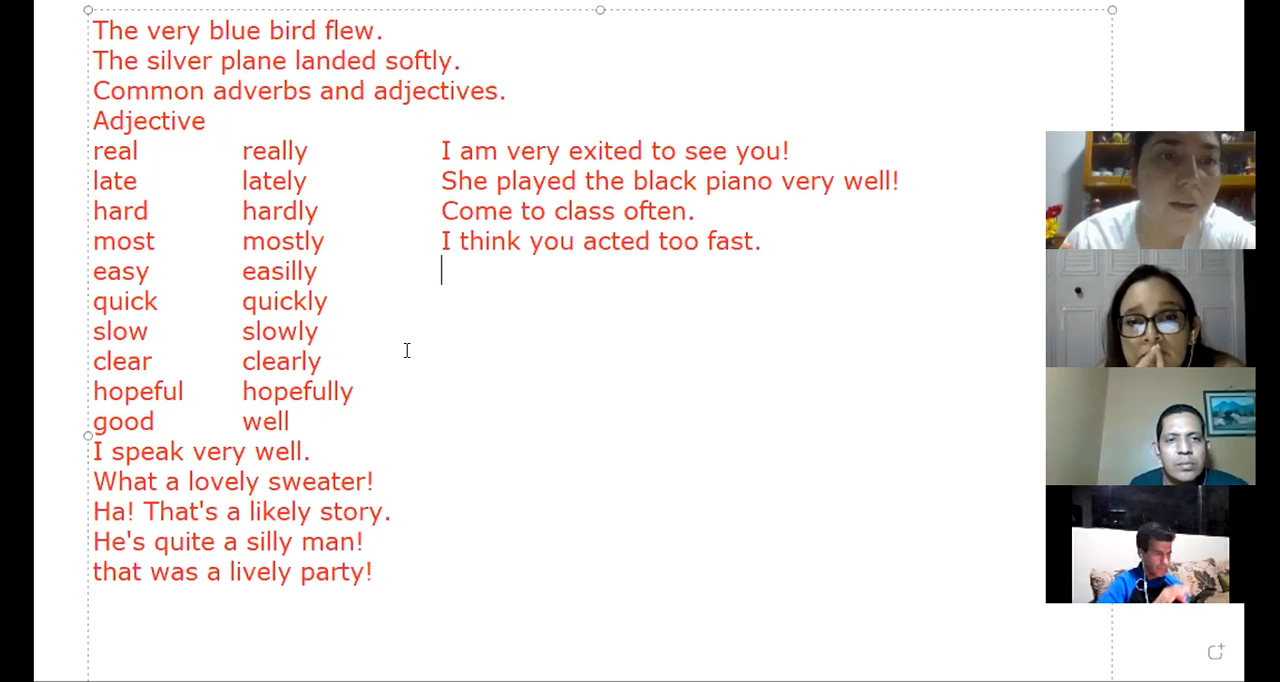 The very blue bird flew.
The silver plane landed softly.
Common adverbs and adjectives.
Adjective
real really I am very exited to see you!
late lately She played the black piano very well!
hard hardly Come to class often.
most mostly I think you acted too fast.
easy easilly
quick quickly
slow slowly
clear clearly
hopeful hopefully
good well
I speak very well.
What a lovely sweater!
Ha! That's a likely story.
He's quite a silly man!
that was a lively party!